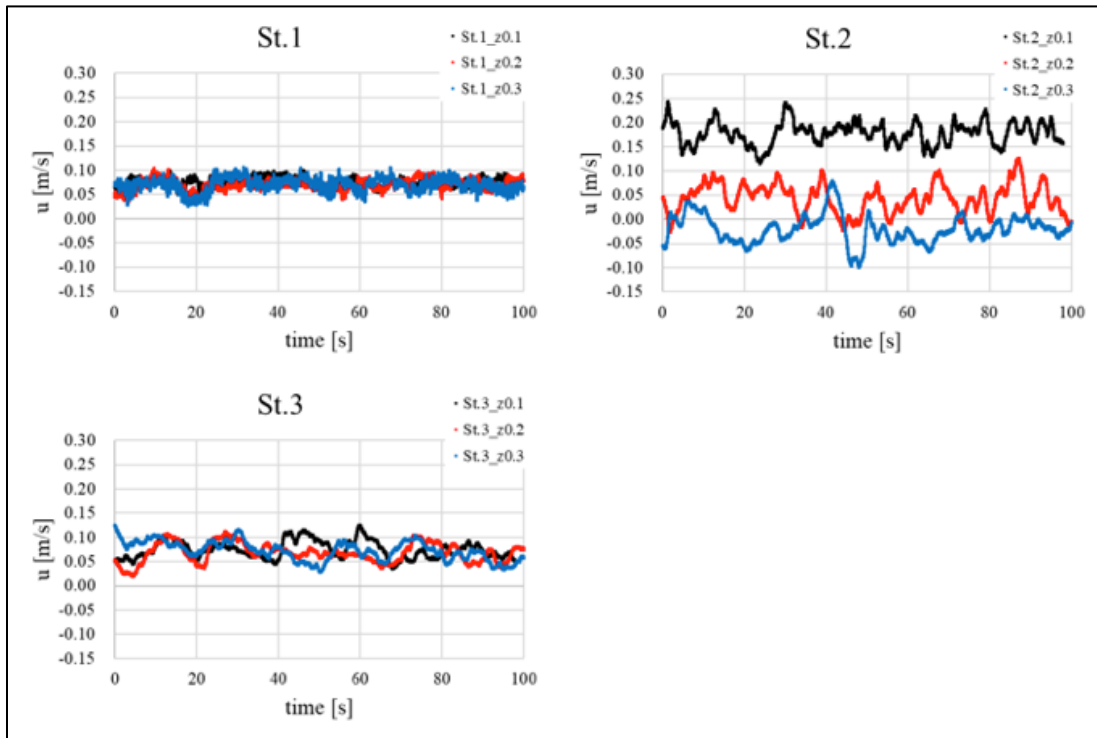 St.1
St.1_z0.1
St.1_z0.2
St.1_z0.3
0.30
0.25
0.20
0.15
0.10
0.05
0.00
-0.05
-0.10
-0.15
u [m/s]
0 20 40 60 80 100
time [s]
St.2
St.2_z0.1
St.2_z0.2
St.2_z0.3
0.30
0.25
0.20
0.15
0.10
0.05
0.00
-0.05
-0.10
-0.15
u [m/s]
0 20 40 60 80 100
time [s]
St.3
St.3_z0.1
St.3_z0.2
St.3_z0.3
0.30
0.25
0.20
0.15
0.10
0.05
0.00
-0.05
-0.10
-0.15
u [m/s]
0 20 40 60 80 100
time [s]